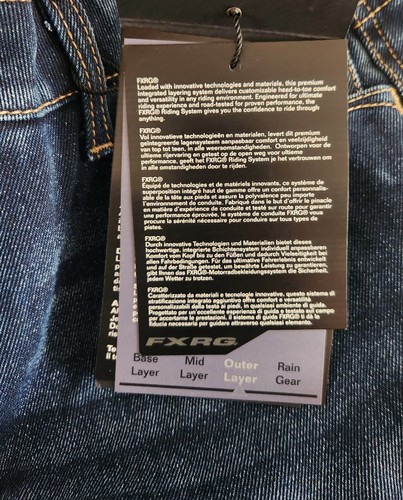 FXRG®
Loaded with innovative technologies and materials, this premium
integrated layering system delivers customizable head-to-toe comfort
and versatility in any riding environment. Engineered for ultimate
riding experience and road-tested for proven performance, the
FXRG® Riding System gives you the confidence to ride through
anything.
FXRG®
Vol innovatieve technologieën en materialen, levert dit premium
geïntegreerde lagensysteem aanpasbaar comfort en veelzijdigheid
van top tot teen, in alle weersomstandigheden. Ontworpen voor de
ultieme rijervaring en getest op de open weg voor ultieme
performance, geeft het FXRG® Riding System je het vertrouwen om
in alle omstandigheden door te rijden.
FXRG®
Équipé de technologies et de matériels innovants, ce système de
superposition intégré haut de gamme offre un confort personnalis-
able de la tête aux pieds et assure la polyvalence peu importe
l'environnement de conduite. Fabriqué dans le but d'offrir le pinacle
en matière d'expérience de conduite et testé sur route pour garantir
une performance éprouvée, le système de conduite FXRG® vous
procure la sérénité nécessaire pour conduire sur tous types de
pistes.
FXRG®
Durch innovative Technologien und Materialien bietet dieses
hochwertige, integrierte Schichtensystem individuell anpassbaren
Komfort vom Kopf bis zu den Füßen und dadurch Vielseitigkeit bei
allen Fahrbedingungen. Für das ultimative Fahrerlebnis entwickelt
und auf der Straße getestet, um bewährte Leistung zu garantieren,
gibt Ihnen das FXRG®-Motorradbekleidungssystem die Sicherheit,
jedem Wetter zu trotzen.
FXRG®
Caratterizzato da materiali e tecnologie innovative, questo sistema di
stratificazione integrato aggiuntivo offre comfort e versatilità
personalizzabili dalla testa ai piedi, in qualsiasi ambiente di guida.
Progettato per un'eccellente esperienza di guida e testato sul campo
per accertarne le prestazioni, il sistema di guida FXRG® ti dà la
fiducia necessaria per guidare attraverso qualsiasi elementi.
FXRG®
Base Layer
Mid Layer
Outer Layer
Rain Gear